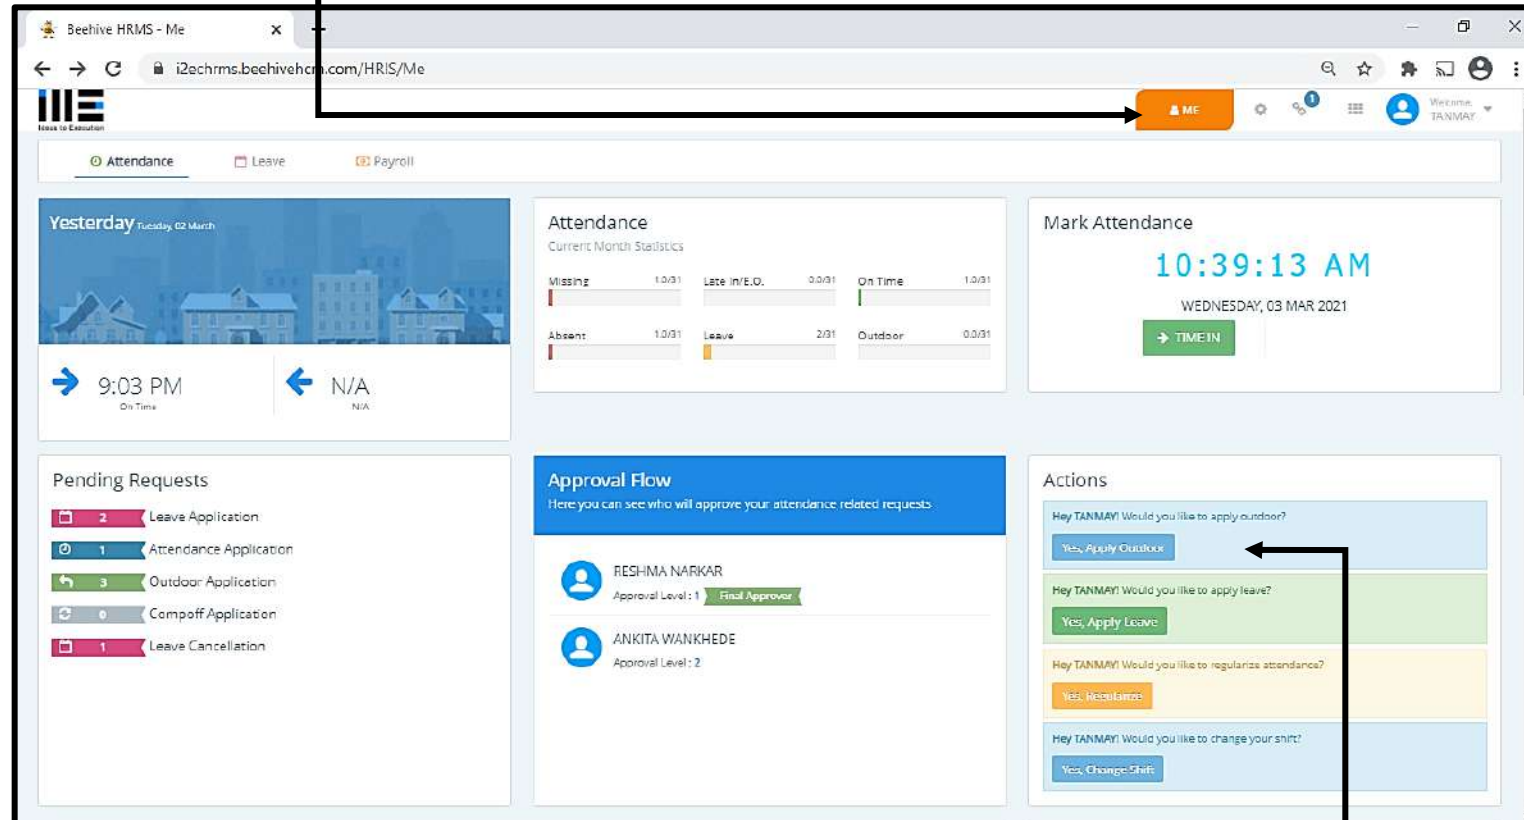 Beehive HRMS - Me
i2echrms.beehivehcm.com/HRIS/Me
Ideas to Execution
ME
1
Welcome,
TANMAY
Attendance
Leave
Payroll
Yesterday Tuesday, 02 March
9:03 PM
On Time
N/A
N/A
Attendance
Current Month Statistics
Missing 1.0/31
Late In/E.O. 0.0/31
On Time 1.0/31
Absent 1.0/31
Leave 2/31
Outdoor 0.0/31
Mark Attendance
10:39:13 AM
WEDNESDAY, 03 MAR 2021
TIME IN
Pending Requests
2 Leave Application
1 Attendance Application
3 Outdoor Application
0 Compoff Application
1 Leave Cancellation
Approval Flow
Here you can see who will approve your attendance related requests
RESHMA NARKAR
Approval Level : 1 Final Approver
ANKITA WANKHEDE
Approval Level : 2
Actions
Hey TANMAY! Would you like to apply outdoor?
Yes, Apply Outdoor
Hey TANMAY! Would you like to apply leave?
Yes, Apply Leave
Hey TANMAY! Would you like to regularize attendance?
Yes, Regularize
Hey TANMAY! Would you like to change your shift?
Yes, Change Shift